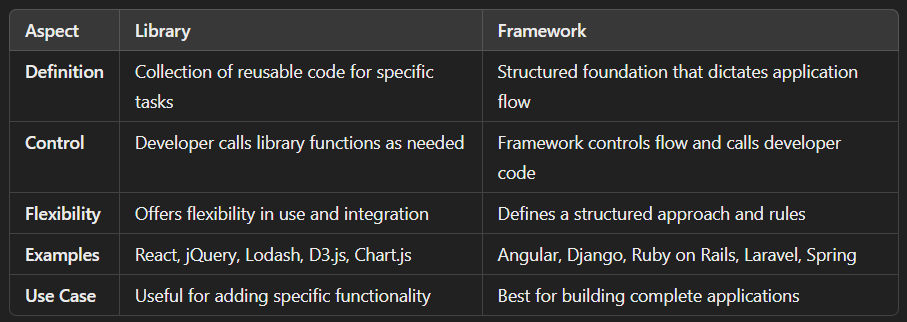 Aspect Library Framework
Definition Collection of reusable code for specific tasks Structured foundation that dictates application flow
Control Developer calls library functions as needed Framework controls flow and calls developer code
Flexibility Offers flexibility in use and integration Defines a structured approach and rules
Examples React, jQuery, Lodash, D3.js, Chart.js Angular, Django, Ruby on Rails, Laravel, Spring
Use Case Useful for adding specific functionality Best for building complete applications